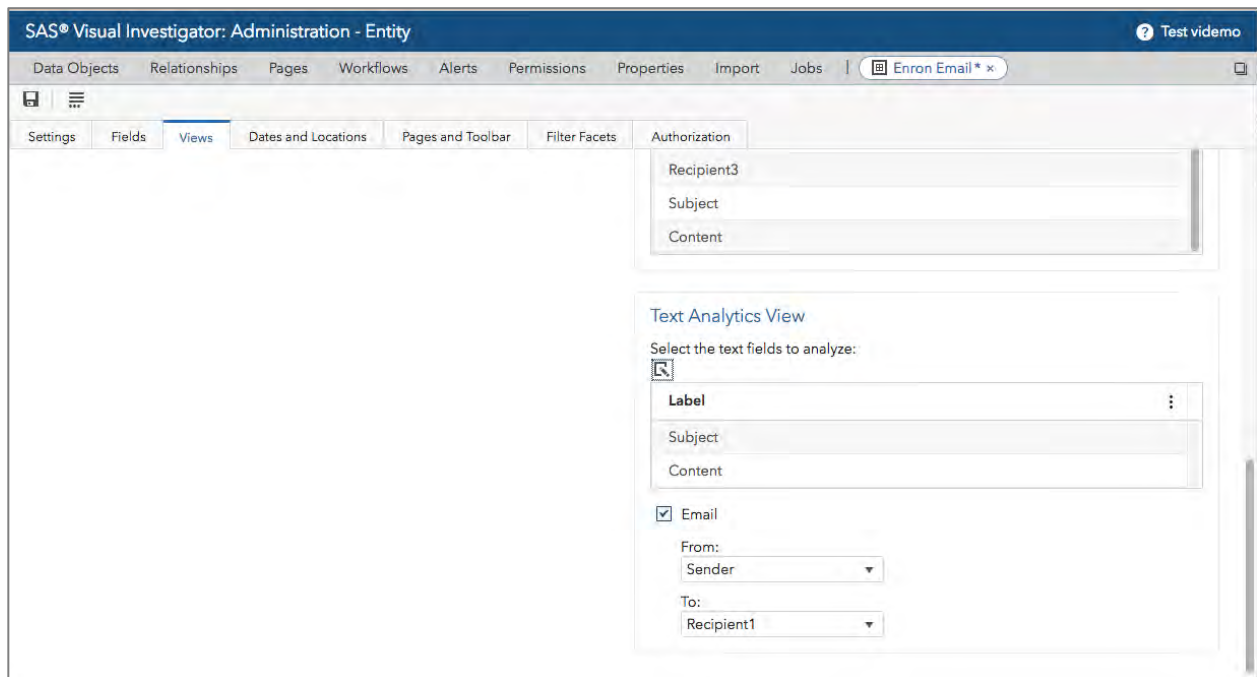 SAS® Visual Investigator: Administration - Entity ? Test videmo
Data Objects Relationships Pages Workflows Alerts Permissions Properties Import Jobs | Enron Email* ×
Settings Fields Views Dates and Locations Pages and Toolbar Filter Facets Authorization
Recipient3
Subject
Content
Text Analytics View
Select the text fields to analyze:
Label
Subject
Content
Email
From:
Sender
To:
Recipient1